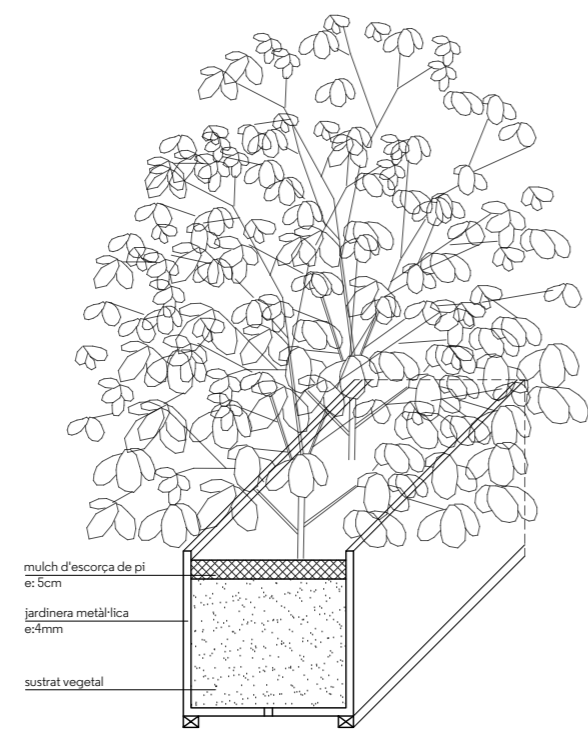 mulch d'escorça de pi
e: 5cm
jardinera metàl·lica
e:4mm
sustrat vegetal